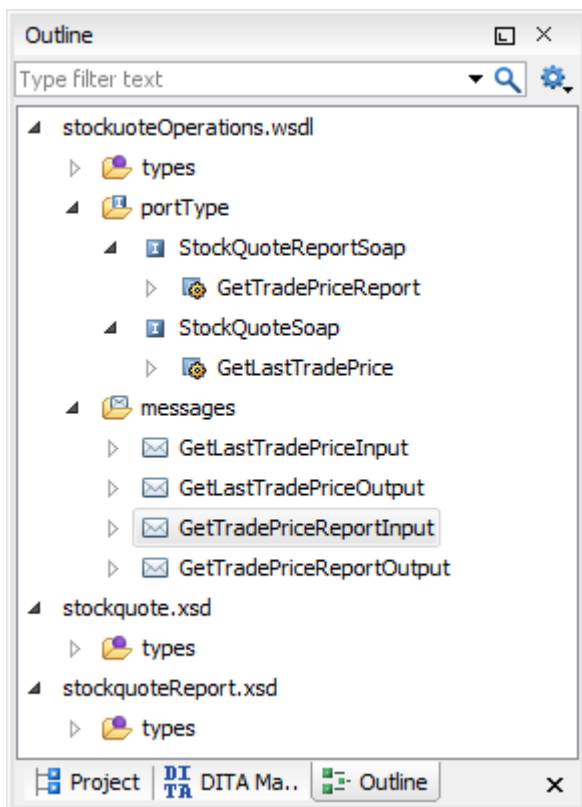 Outline
Type filter text
stockuoteOperations.wsdl
types
portType
StockQuoteReportSoap
GetTradePriceReport
StockQuoteSoap
GetLastTradePrice
messages
GetLastTradePriceInput
GetLastTradePriceOutput
GetTradePriceReportInput
GetTradePriceReportOutput
stockquote.xsd
types
stockquoteReport.xsd
types
Project DITA DITA Ma.. Outline